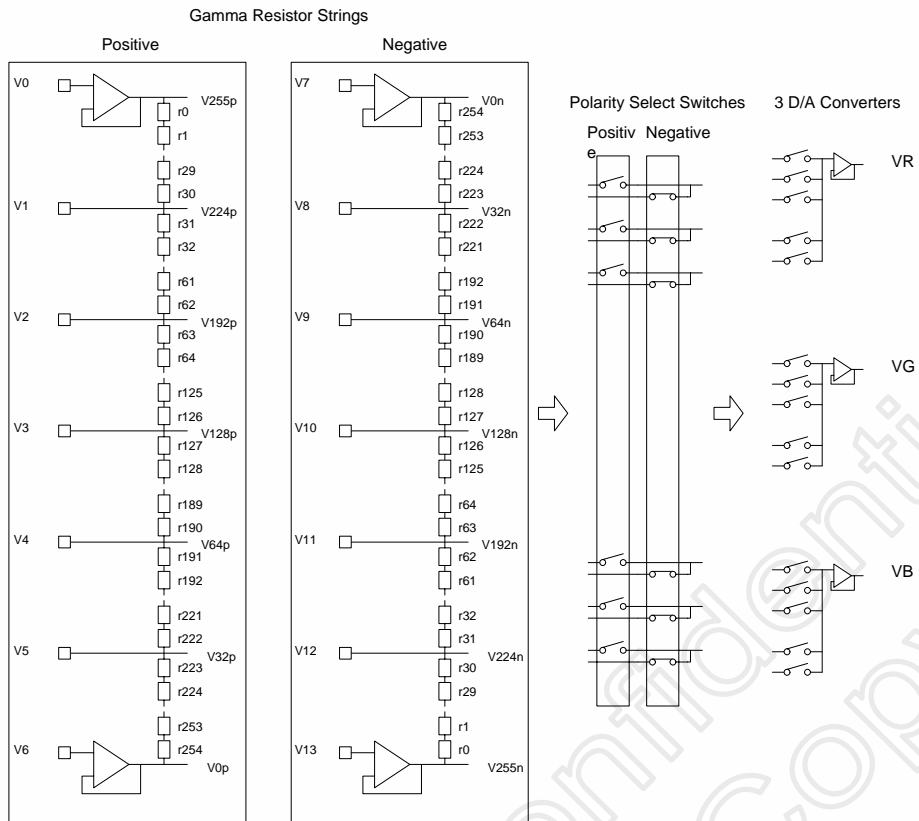 Gamma Resistor Strings
Positive
Negative
V0
V255p
r0
r1
r29
r30
V1
V224p
r31
r32
r61
r62
V2
V192p
r63
r64
r125
r126
V3
V128p
r127
r128
r189
r190
V4
V64p
r191
r192
r221
r222
V5
V32p
r223
r224
r253
r254
V6
V0p
V7
V0n
r254
r253
r224
r223
V8
V32n
r222
r221
r192
r191
V9
V64n
r190
r189
r128
r127
V10
V128n
r126
r125
r64
r63
V11
V192n
r62
r61
r32
r31
V12
V224n
r30
r29
r1
r0
V13
V255n
Polarity Select Switches
Positiv
e
Negative
3 D/A Converters
VR
VG
VB